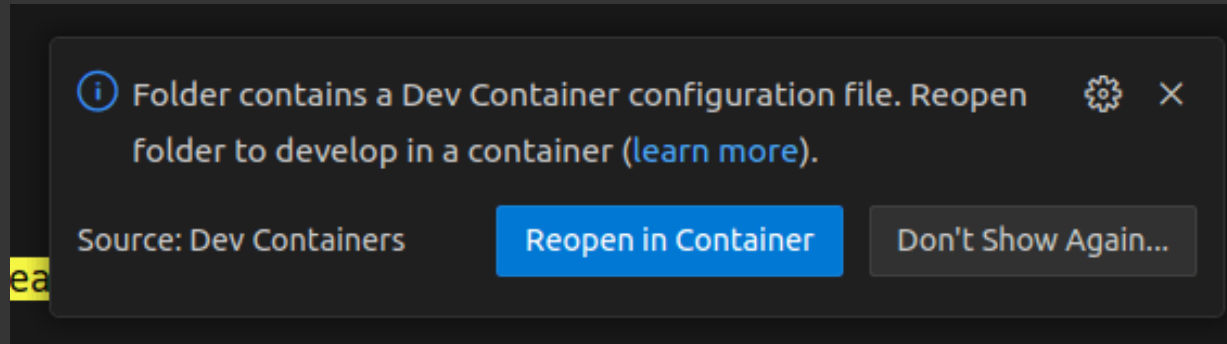 Folder contains a Dev Container configuration file. Reopen
folder to develop in a container (learn more).
Source: Dev Containers
Reopen in Container
Don't Show Again...
ea